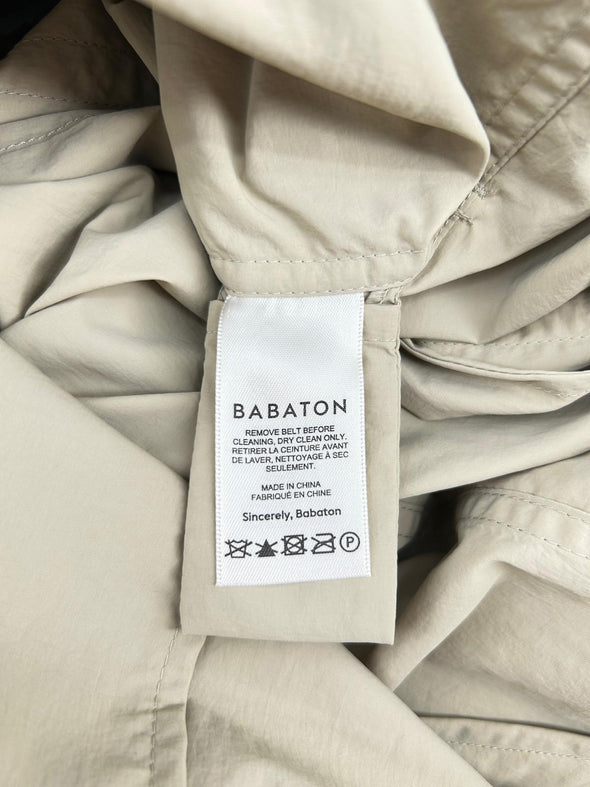 BABATON
REMOVE BELT BEFORE
CLEANING, DRY CLEAN ONLY.
RETIRER LA CEINTURE AVANT
DE LAVER, NETTOYAGE À SEC
SEULEMENT.
MADE IN CHINA
FABRIQUÉ EN CHINE
Sincerely, Babaton
P